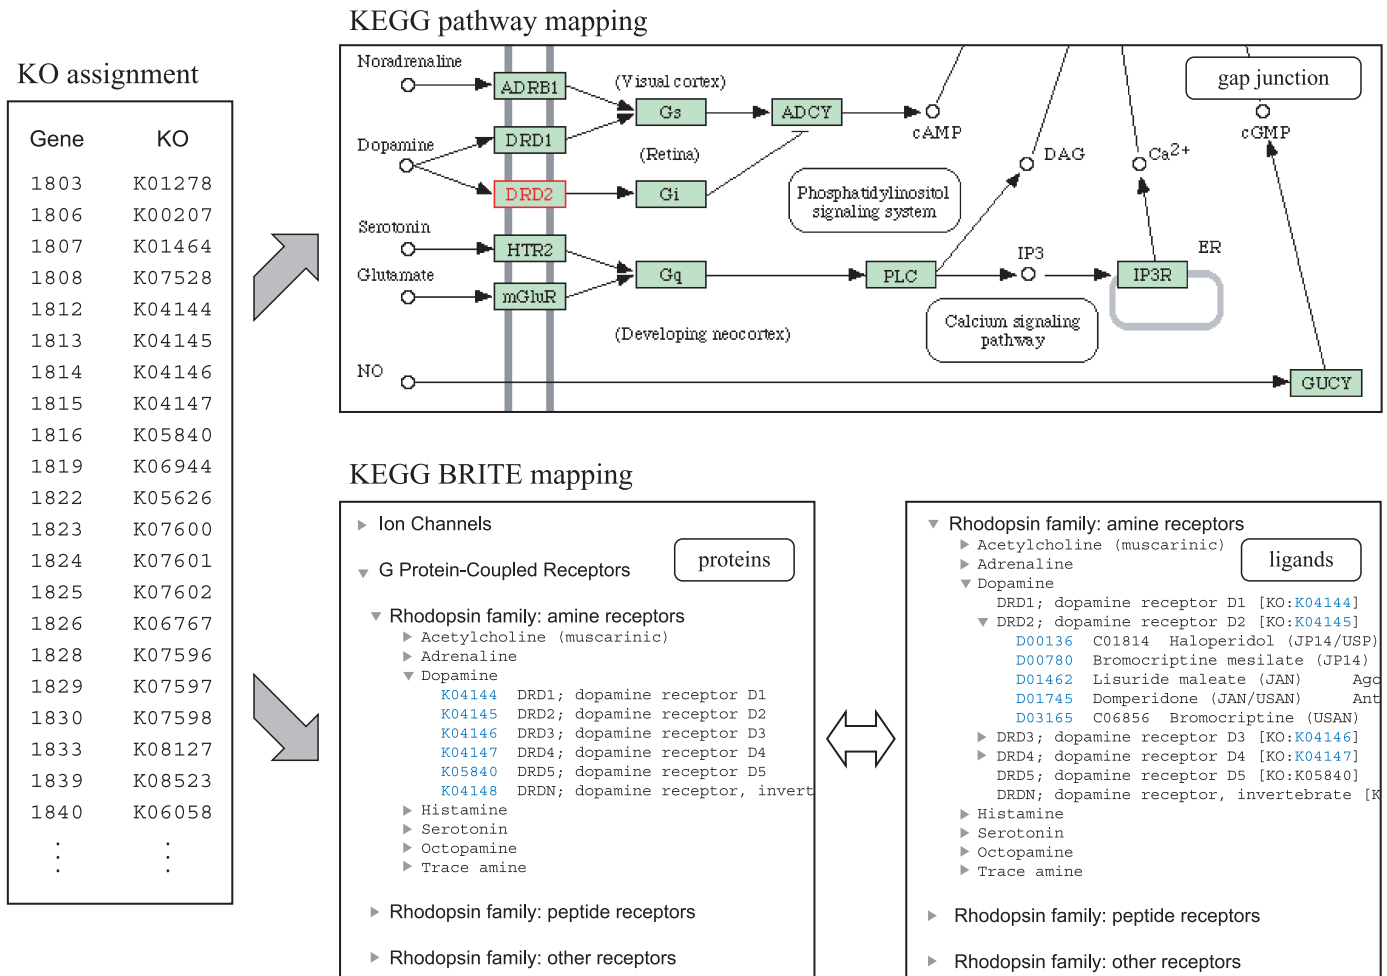 KEGG pathway mapping
KO assignment
Gene KO
1803 K01278
1806 K00207
1807 K01464
1808 K07528
1812 K04144
1813 K04145
1814 K04146
1815 K04147
1816 K05840
1819 K06944
1822 K05626
1823 K07600
1824 K07601
1825 K07602
1826 K06767
1828 K07596
1829 K07597
1830 K07598
1833 K08127
1839 K08523
1840 K06058
Noradrenaline
ADRB1
(Visual cortex)
Gs
ADCY
cAMP
gap junction
cGMP
Dopamine
DRD1
(Retina)
DAG
Ca2+
DRD2
Gi
Phosphatidylinositol
signaling system
Serotonin
HTR2
IP3
ER
Glutamate
Gq
PLC
IP3R
mGluR
Calcium signaling
pathway
(Developing neocortex)
NO
GUCY
KEGG BRITE mapping
Ion Channels
proteins
G Protein-Coupled Receptors
Rhodopsin family: amine receptors
Acetylcholine (muscarinic)
Adrenaline
Dopamine
K04144 DRD1; dopamine receptor D1
K04145 DRD2; dopamine receptor D2
K04146 DRD3; dopamine receptor D3
K04147 DRD4; dopamine receptor D4
K05840 DRD5; dopamine receptor D5
K04148 DRDN; dopamine receptor, invert
Histamine
Serotonin
Octopamine
Trace amine
Rhodopsin family: peptide receptors
Rhodopsin family: other receptors
Rhodopsin family: amine receptors
Acetylcholine (muscarinic)
ligands
Adrenaline
Dopamine
DRD1; dopamine receptor D1 [KO:K04144]
DRD2; dopamine receptor D2 [KO:K04145]
D00136 C01814 Haloperidol (JP14/USP)
D00780 Bromocriptine mesilate (JP14)
D01462 Lisuride maleate (JAN) Ago
D01745 Domperidone (JAN/USAN) Ant
D03165 C06856 Bromocriptine (USAN)
DRD3; dopamine receptor D3 [KO:K04146]
DRD4; dopamine receptor D4 [KO:K04147]
DRD5; dopamine receptor D5 [KO:K05840]
DRDN; dopamine receptor, invertebrate [K
Histamine
Serotonin
Octopamine
Trace amine
Rhodopsin family: peptide receptors
Rhodopsin family: other receptors